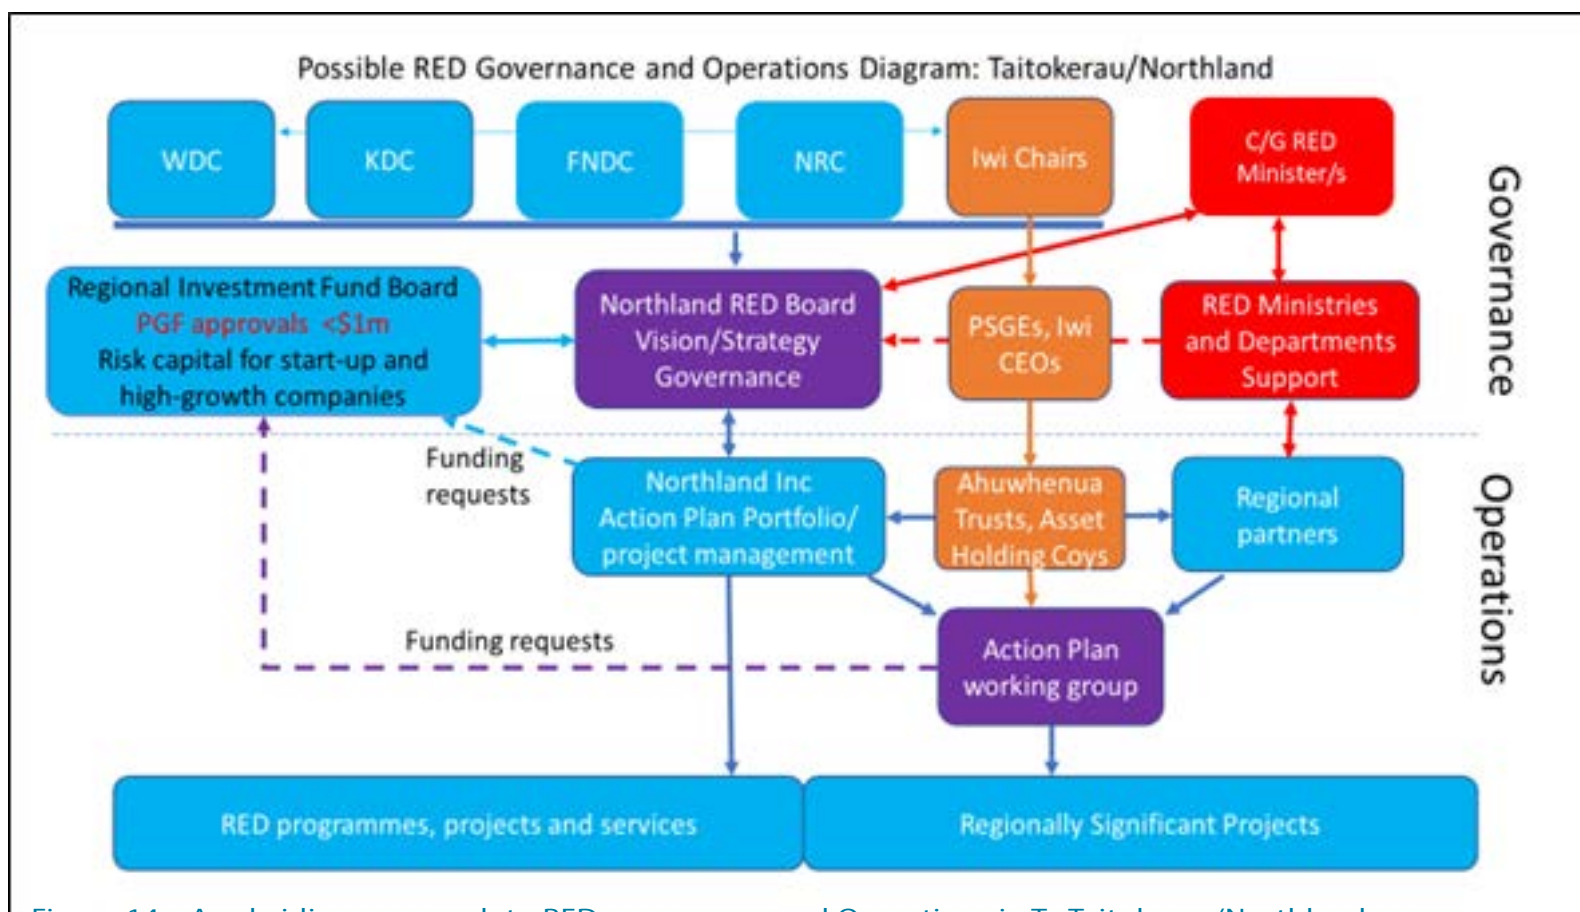 Possible RED Governance and Operations Diagram: Taitokerau/Northland
WDC
KDC
FNDC
NRC
Iwi Chairs
C/G RED
Minister/s
Governance
Regional Investment Fund Board
PGF approvals <$1m
Risk capital for start-up and
high-growth companies
Northland RED Board
Vision/Strategy
Governance
PSGEs, Iwi
CEOs
RED Ministries
and Departments
Support
Funding
requests
Northland Inc
Action Plan Portfolio/
project management
Ahuwhenua
Trusts, Asset
Holding Coys
Regional
partners
Operations
Funding requests
Action Plan
working group
RED programmes, projects and services
Regionally Significant Projects